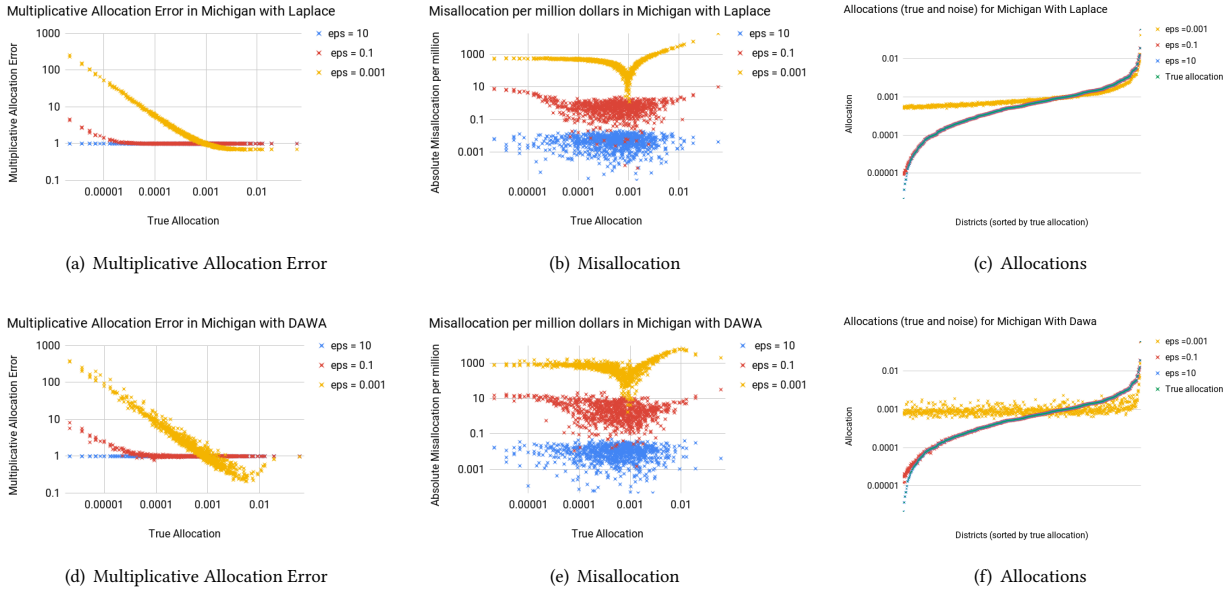 Multiplicative Allocation Error in Michigan with Laplace
Multiplicative Allocation Error
1000
100
10
1
0.1
0.00001
0.0001
0.001
0.01
True Allocation
eps = 10
eps = 0.1
eps = 0.001
(a) Multiplicative Allocation Error
Misallocation per million dollars in Michigan with Laplace
Absolute Misallocation per million
1000
10
0.1
0.001
0.00001
0.0001
0.001
0.01
True Allocation
eps = 10
eps = 0.1
eps = 0.001
(b) Misallocation
Allocations (true and noise) for Michigan With Laplace
Allocation
0.01
0.001
0.0001
0.00001
Districts (sorted by true allocation)
eps =0.001
eps =0.1
eps =10
True allocation
(c) Allocations
Multiplicative Allocation Error in Michigan with DAWA
Multiplicative Allocation Error
1000
100
10
1
0.1
0.00001
0.0001
0.001
0.01
True Allocation
eps = 10
eps = 0.1
eps = 0.001
(d) Multiplicative Allocation Error
Misallocation per million dollars in Michigan with DAWA
Absolute Misallocation per million
1000
10
0.1
0.001
0.00001
0.0001
0.001
0.01
True Allocation
eps = 10
eps = 0.1
eps = 0.001
(e) Misallocation
Allocations (true and noise) for Michigan With Dawa
Allocation
0.01
0.001
0.0001
0.00001
Districts (sorted by true allocation)
eps =0.001
eps =0.1
eps =10
True allocation
(f) Allocations